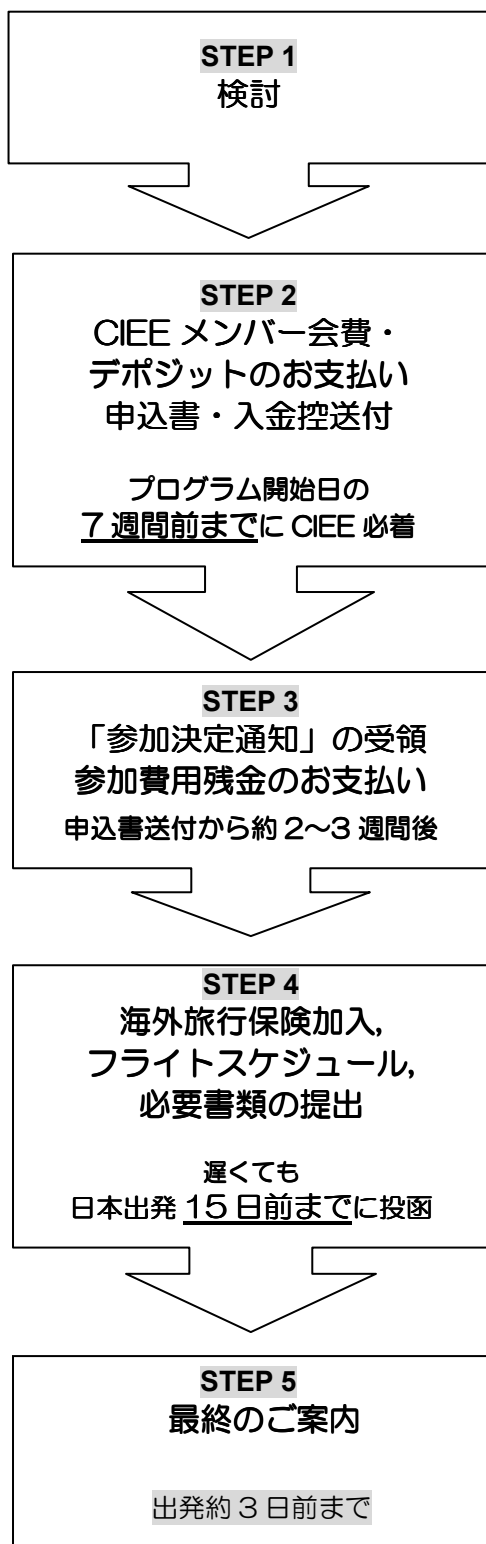 STEP 1
検討
STEP 2
CIEE メンバー会費・
デポジットのお支払い
申込書・入金控送付
プログラム開始日の
7 週間前までに CIEE 必着
STEP 3
「参加決定通知」の受領
参加費用残金のお支払い
申込書送付から約 2～3 週間後
STEP 4
海外旅行保険加入,
フライトスケジュール,
必要書類の提出
遅くても
日本出発 15 日前までに投函
STEP 5
最終のご案内
出発約 3 日前まで